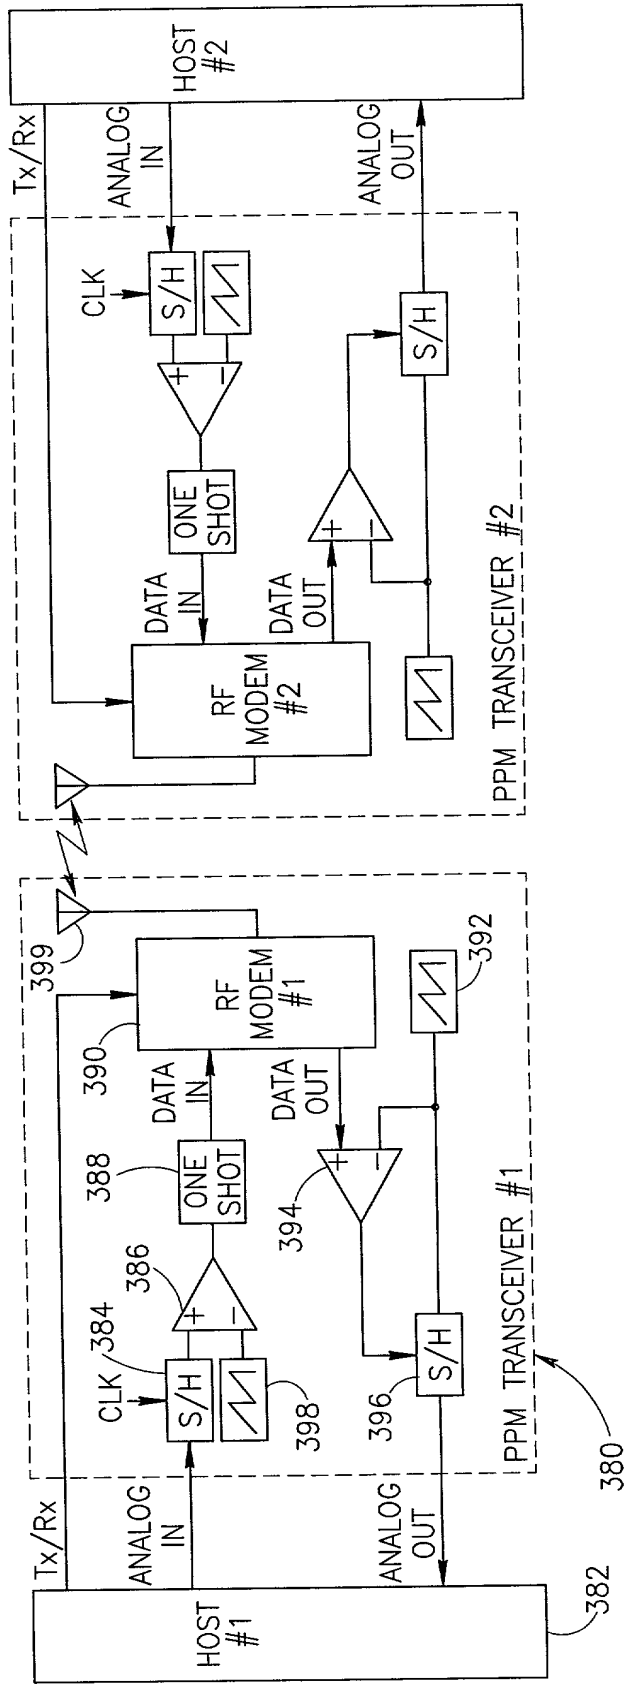 HOST
#1
382
Tx/Rx
ANALOG
IN
ANALOG
OUT
CLK
384
S/H
398
386
+
−
388
ONE
SHOT
DATA
IN
390
RF
MODEM
#1
399
DATA
OUT
394
+
−
392
S/H
396
PPM TRANSCEIVER #1
380
RF
MODEM
#2
DATA
IN
DATA
OUT
ONE
SHOT
+
−
CLK
S/H
+
−
S/H
PPM TRANSCEIVER #2
Tx/Rx
ANALOG
IN
ANALOG
OUT
HOST
#2